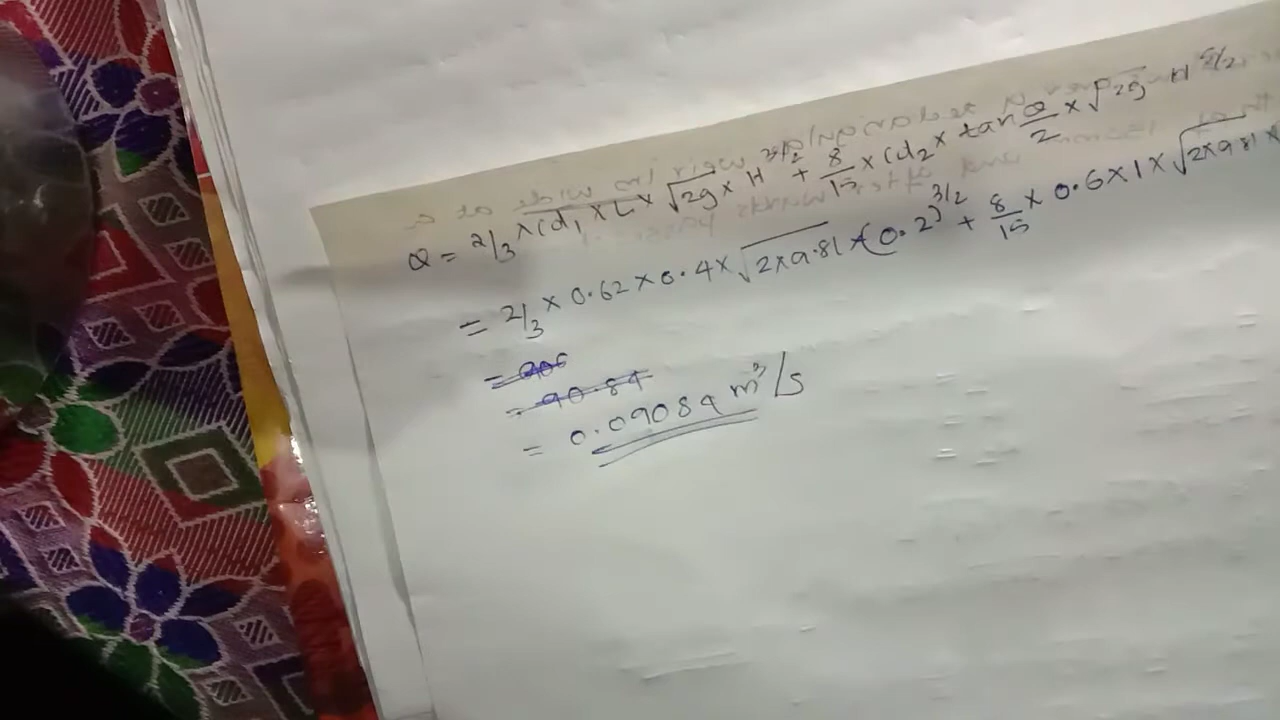 Q = 2/3 × Cd₁ × L × √2g × H^3/2 + 8/15 × Cd₂ × tan θ/2 × √2g H^5/2
= 2/3 × 0.62 × 0.4 × √2×9.81 × (0.2)^3/2 + 8/15 × 0.6 × 1 × √2×9.81 ×
= 90.84
= 0.09084 m³/s